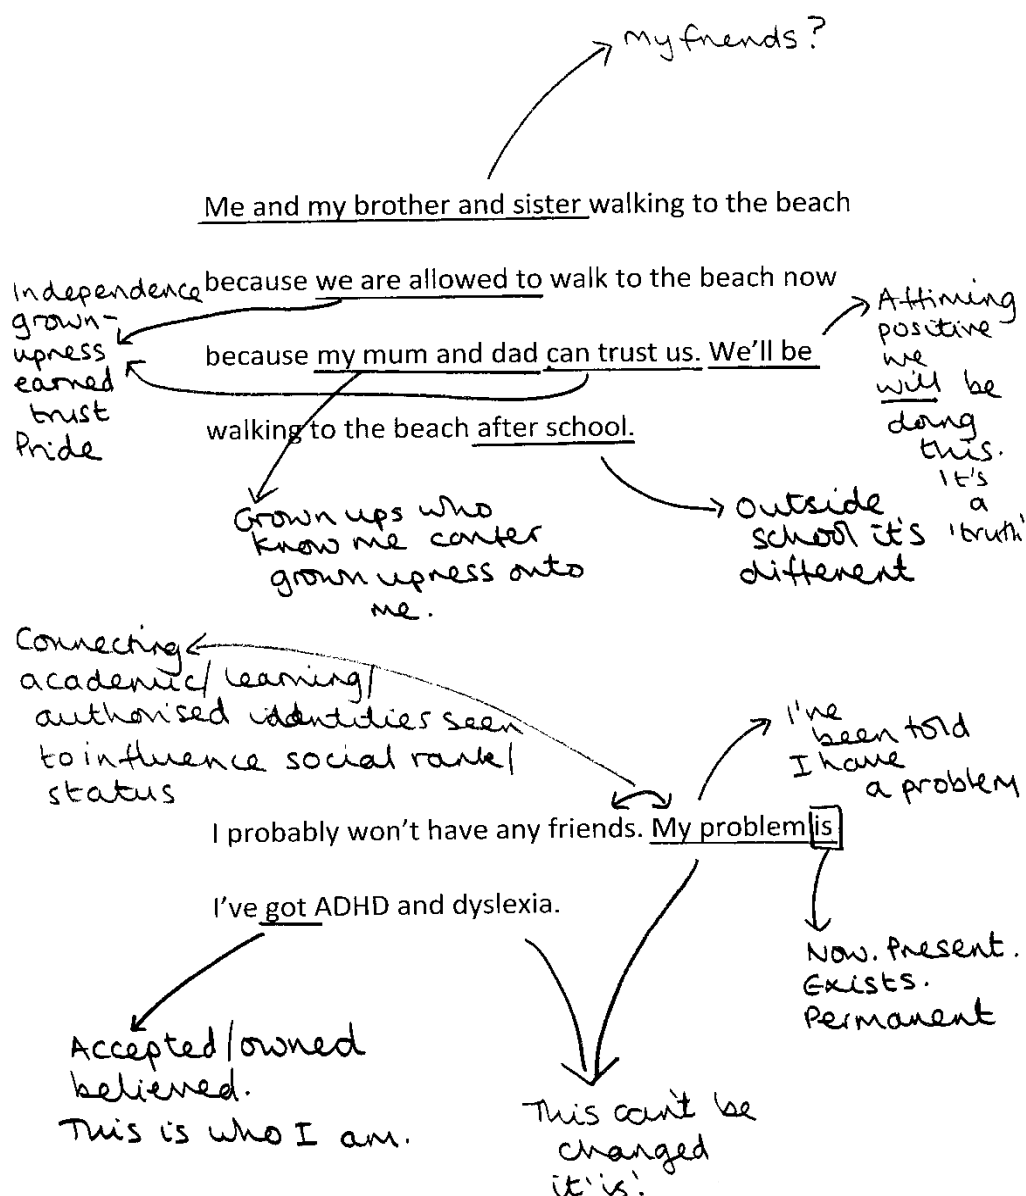 My friends?
Me and my brother and sister walking to the beach
because we are allowed to walk to the beach now
because my mum and dad can trust us. We'll be
walking to the beach after school.
Independence
grown-
upness
earned
trust
Pride
Affirming
positive
we
will be
doing
this.
It's
a
'truth'
Grown ups who
know me confer
grown upness onto
me.
Outside
school it's
different
Connecting
academic/learning/
authorised identities seen
to influence social rank/
status
I've
been told
I have
a problem
I probably won't have any friends. My problem is
I've got ADHD and dyslexia.
Now. Present.
Exists.
Permanent
Accepted/owned
believed.
This is who I am.
This can't be
changed
it 'is'.